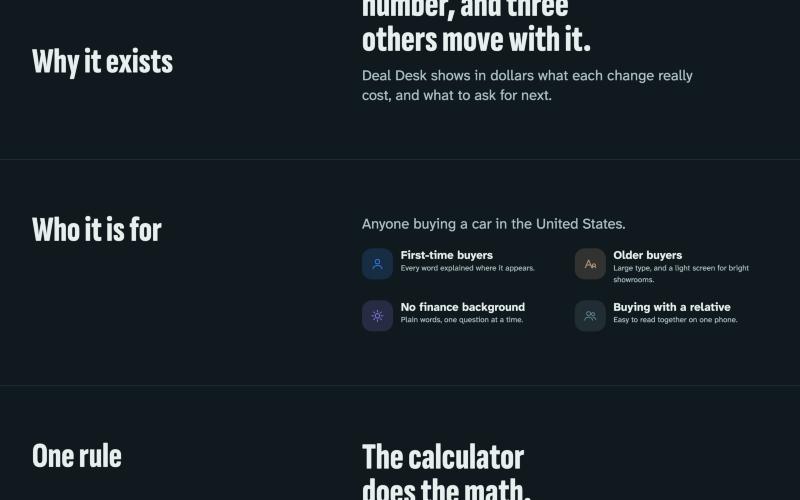 number, and three
others move with it.
Why it exists
Deal Desk shows in dollars what each change really
cost, and what to ask for next.
Who it is for
Anyone buying a car in the United States.
First-time buyers
Every word explained where it appears.
Older buyers
Large type, and a light screen for bright
showrooms.
No finance background
Plain words, one question at a time.
Buying with a relative
Easy to read together on one phone.
One rule
The calculator
does the math.